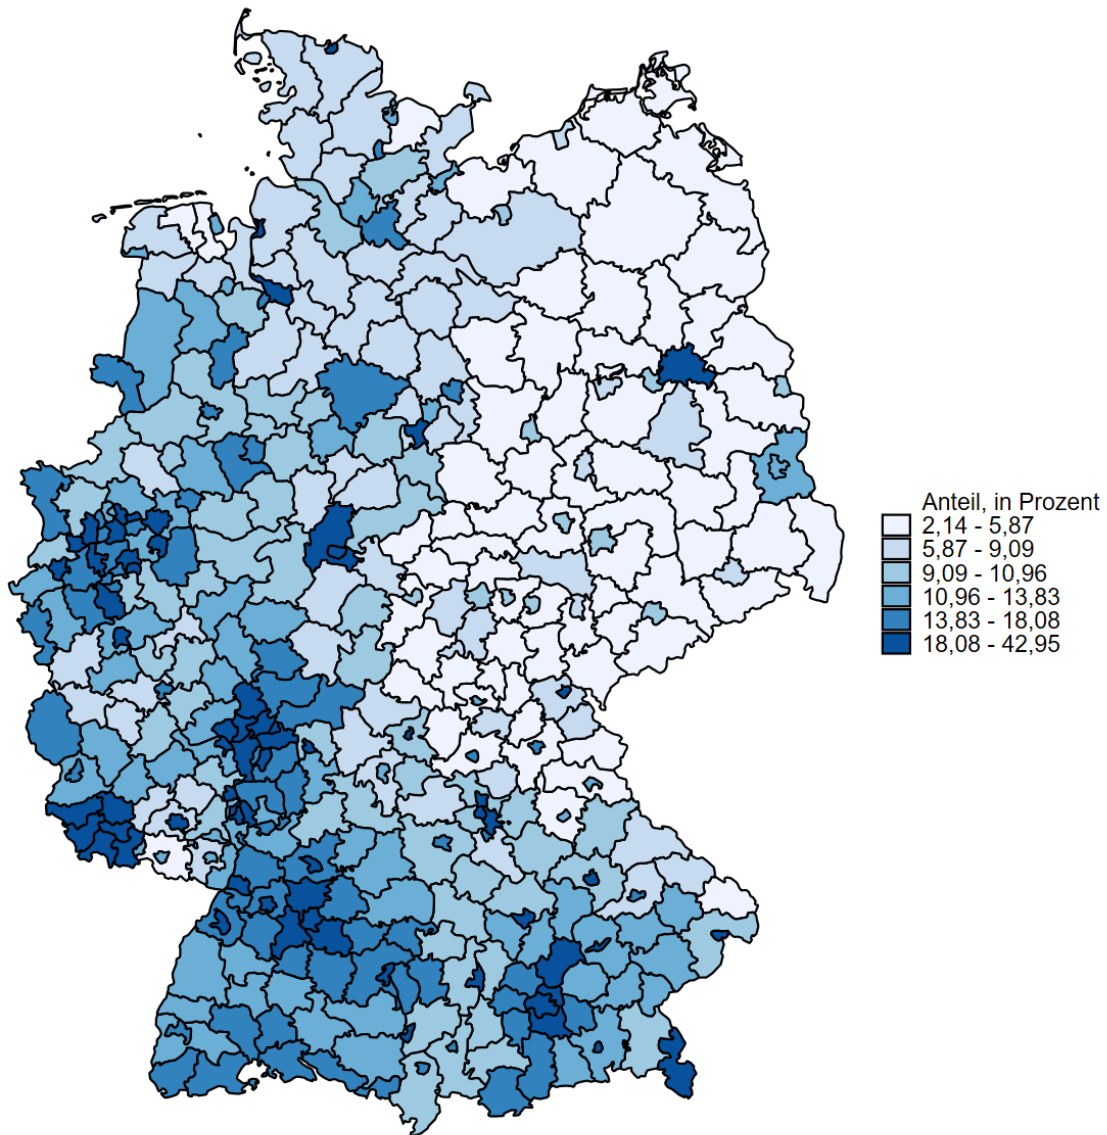 Anteil, in Prozent
2,14 - 5,87
5,87 - 9,09
9,09 - 10,96
10,96 - 13,83
13,83 - 18,08
18,08 - 42,95